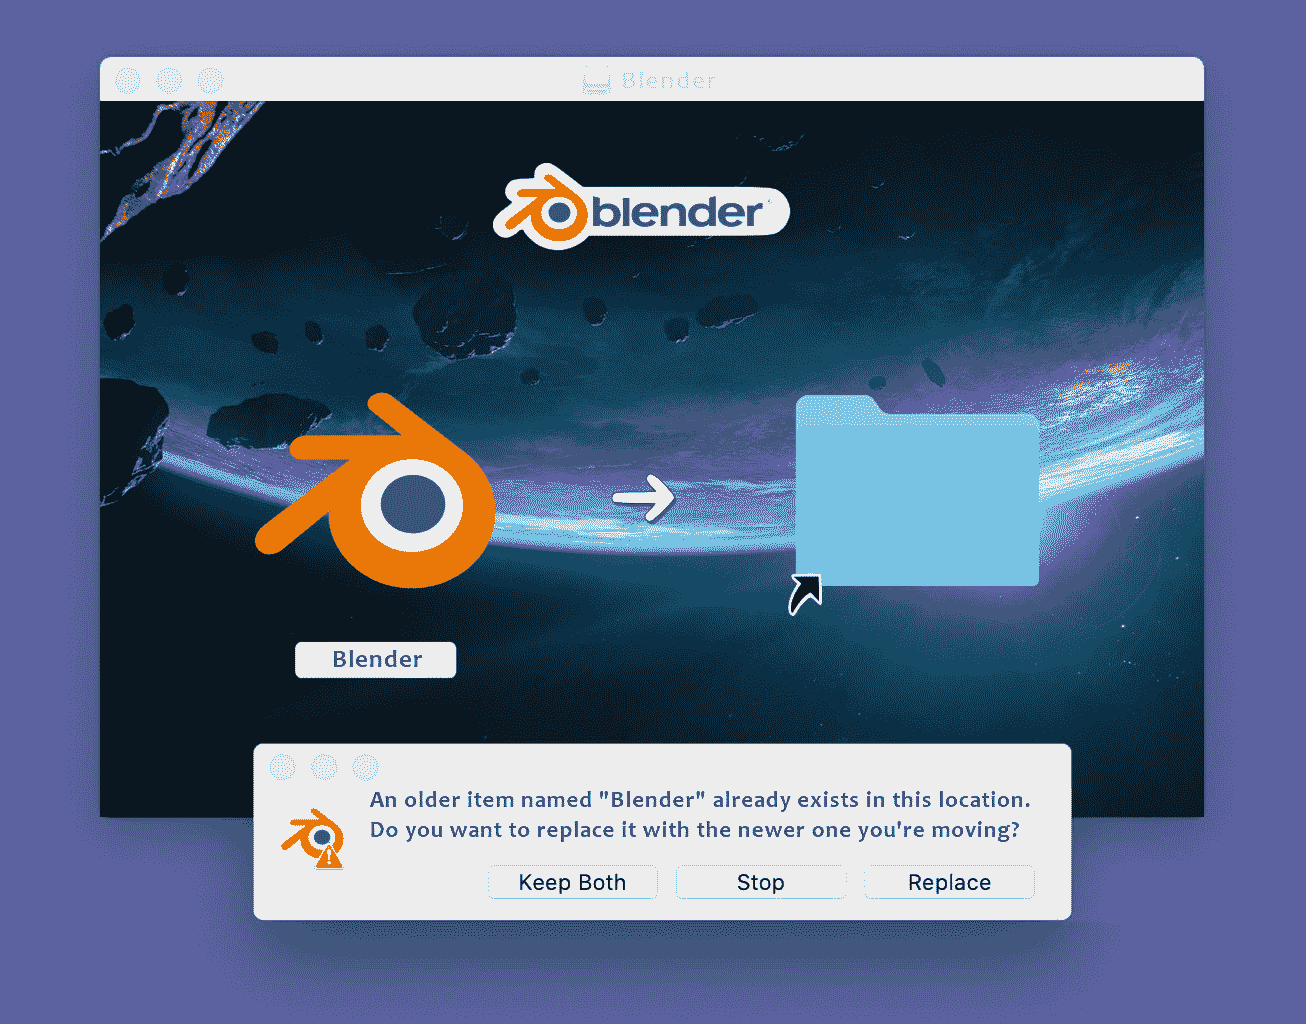 Blender
blender
Blender
An older item named "Blender" already exists in this location.
Do you want to replace it with the newer one you're moving?
Keep Both
Stop
Replace